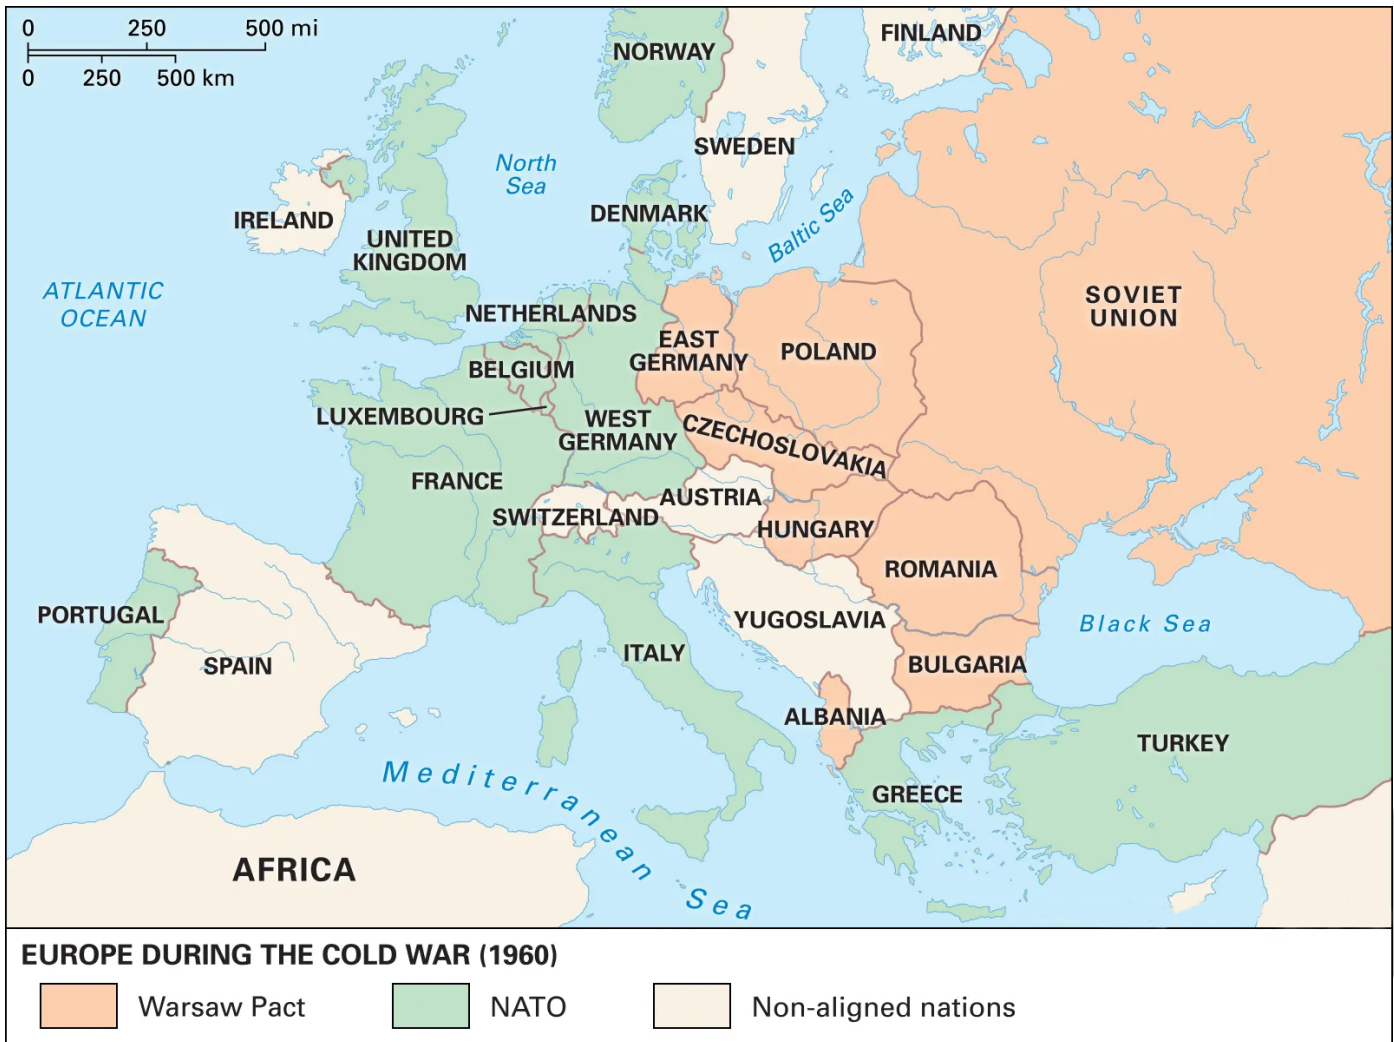 0 250 500 mi
0 250 500 km
NORWAY
FINLAND
SWEDEN
North
Sea
IRELAND
DENMARK
Baltic Sea
UNITED
KINGDOM
ATLANTIC
OCEAN
SOVIET
UNION
NETHERLANDS
EAST
GERMANY
POLAND
BELGIUM
LUXEMBOURG
WEST
GERMANY
CZECHOSLOVAKIA
FRANCE
AUSTRIA
SWITZERLAND
HUNGARY
ROMANIA
PORTUGAL
YUGOSLAVIA
Black Sea
ITALY
SPAIN
BULGARIA
ALBANIA
TURKEY
GREECE
Mediterranean Sea
AFRICA
EUROPE DURING THE COLD WAR (1960)
Warsaw Pact NATO Non-aligned nations